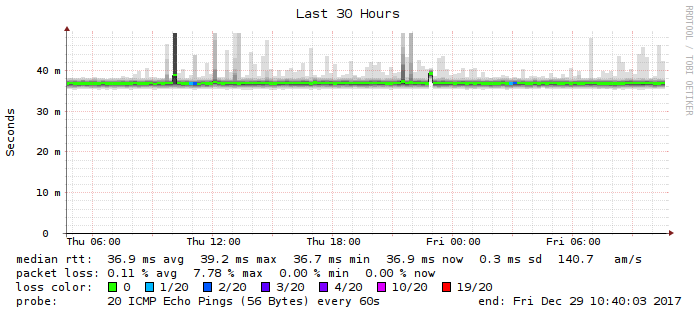 Last 30 Hours
RRDTOOL / TOBI OETIKER
Seconds
40 m
30 m
20 m
10 m
0
Thu 06:00 Thu 12:00 Thu 18:00 Fri 00:00 Fri 06:00
median rtt: 36.9 ms avg 39.2 ms max 36.7 ms min 36.9 ms now 0.3 ms sd 140.7 am/s
packet loss: 0.11 % avg 7.78 % max 0.00 % min 0.00 % now
loss color: 0 1/20 2/20 3/20 4/20 10/20 19/20
probe: 20 ICMP Echo Pings (56 Bytes) every 60s end: Fri Dec 29 10:40:03 2017